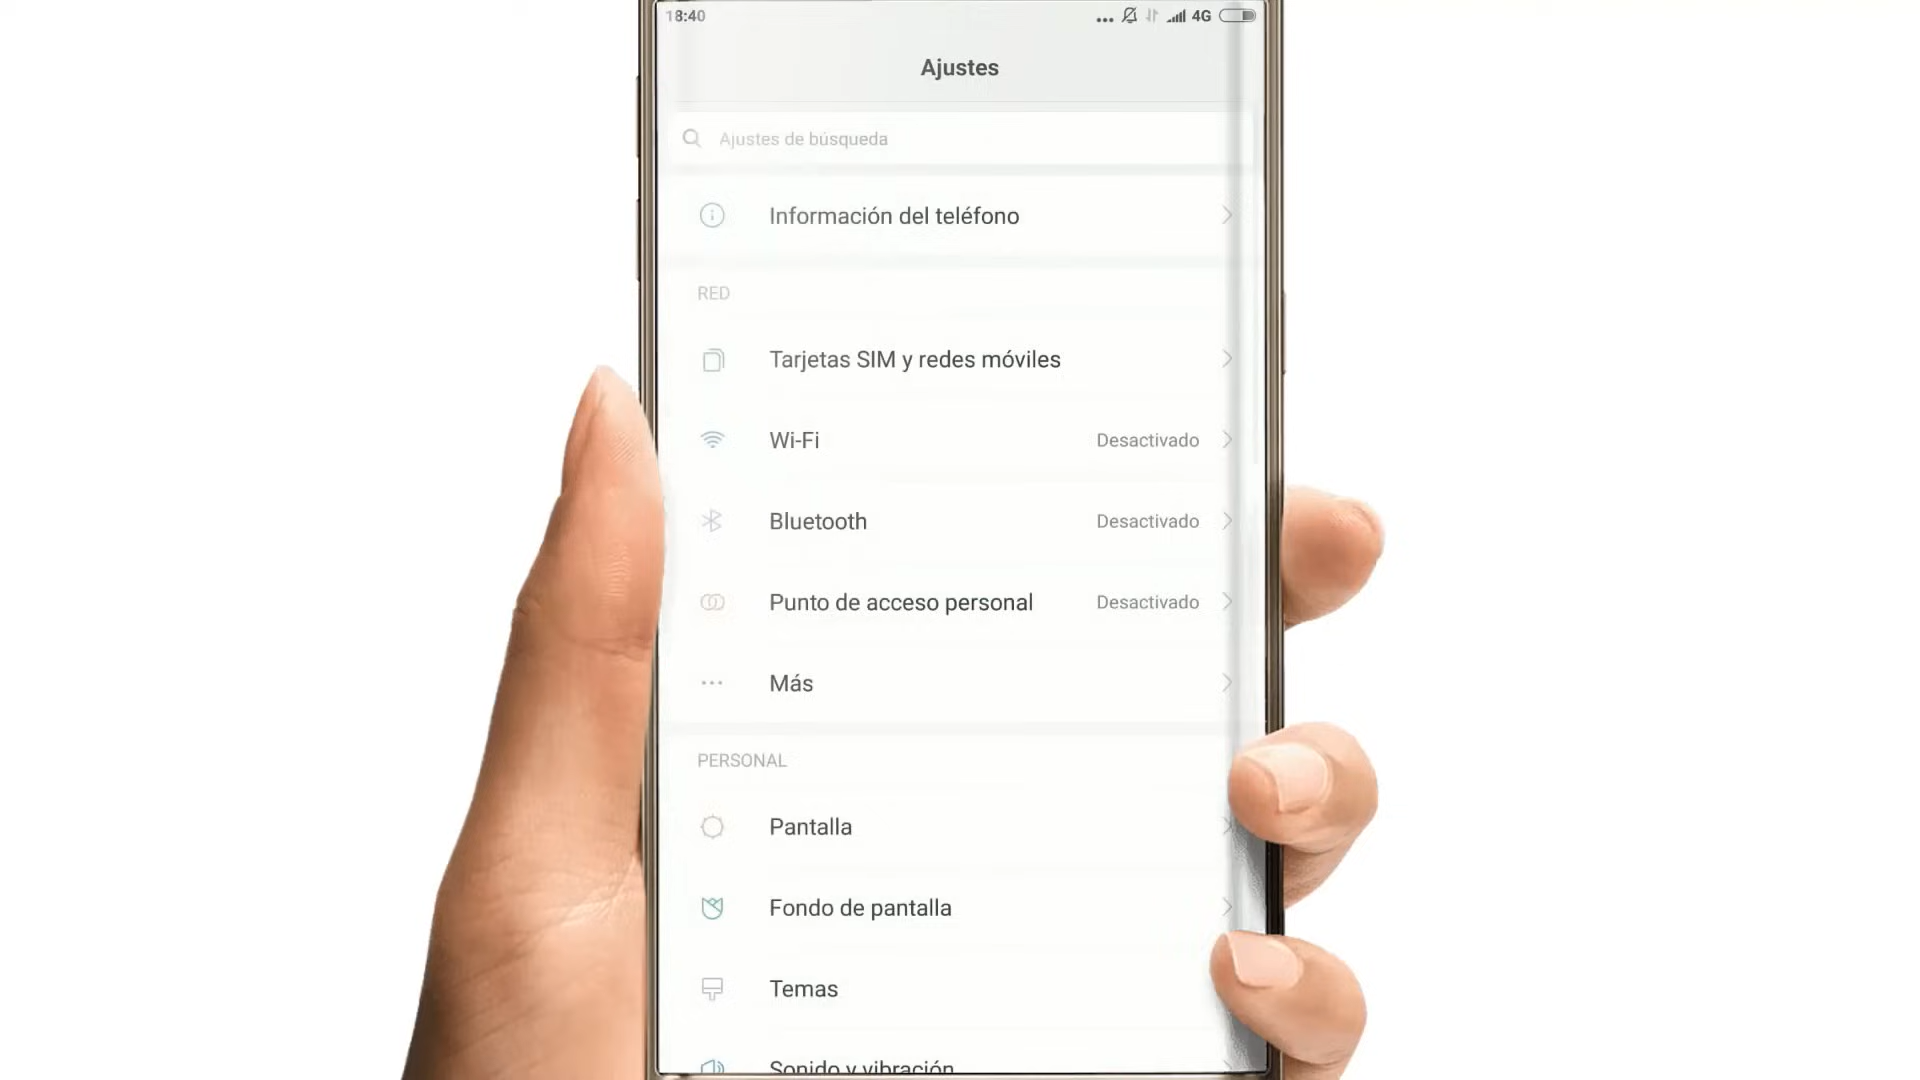 18:40
4G
Ajustes
Ajustes de búsqueda
Información del teléfono
RED
Tarjetas SIM y redes móviles
Wi-Fi Desactivado
Bluetooth Desactivado
Punto de acceso personal Desactivado
Más
PERSONAL
Pantalla
Fondo de pantalla
Temas
Sonido y vibración